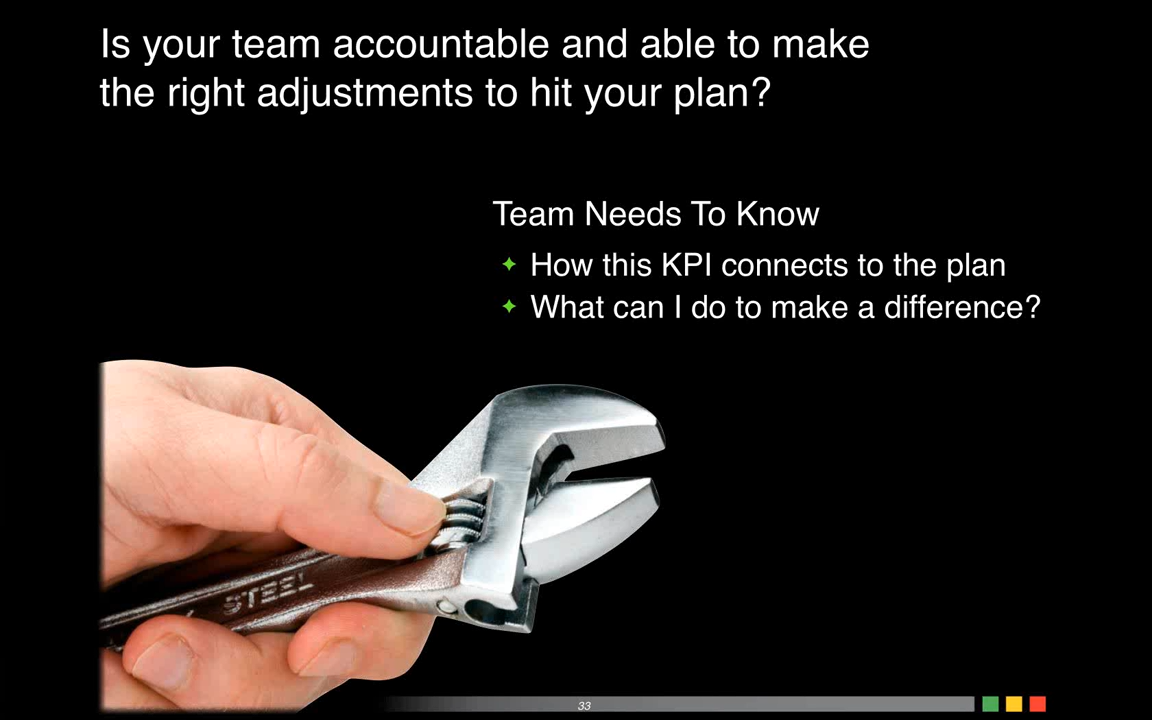 Is your team accountable and able to make
the right adjustments to hit your plan?
Team Needs To Know
✦ How this KPI connects to the plan
✦ What can I do to make a difference?
STEEL
33